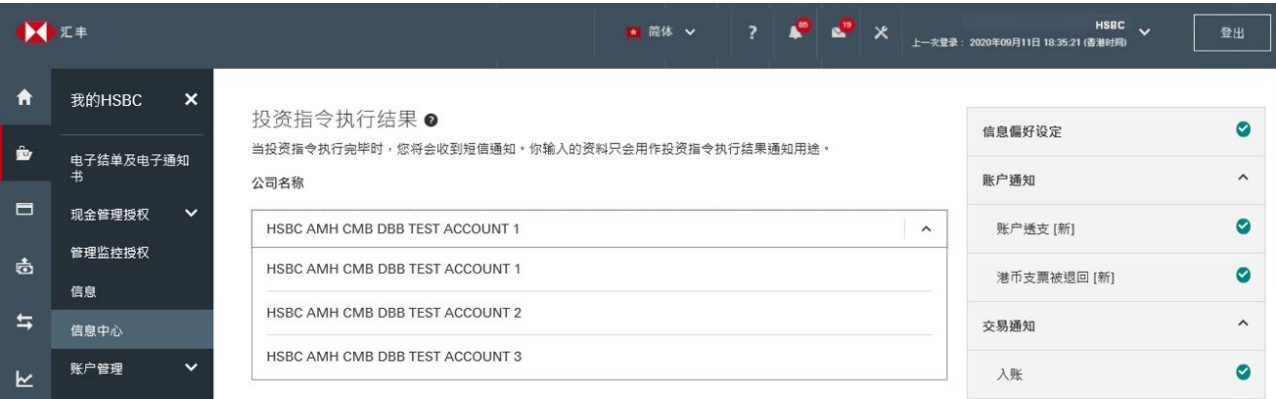 汇丰
简体
?
85
19
HSBC
上一次登录： 2020年09月11日 18:35:21 (香港时间)
登出
我的HSBC
电子结单及电子通知
书
现金管理授权
管理监控授权
信息
信息中心
账户管理
投资指令执行结果 ?
当投资指令执行完毕时，您将会收到短信通知。你输入的资料只会用作投资指令执行结果通知用途。
公司名称
HSBC AMH CMB DBB TEST ACCOUNT 1
HSBC AMH CMB DBB TEST ACCOUNT 1
HSBC AMH CMB DBB TEST ACCOUNT 2
HSBC AMH CMB DBB TEST ACCOUNT 3
信息偏好设定
账户通知
账户透支 [新]
港币支票被退回 [新]
交易通知
入账